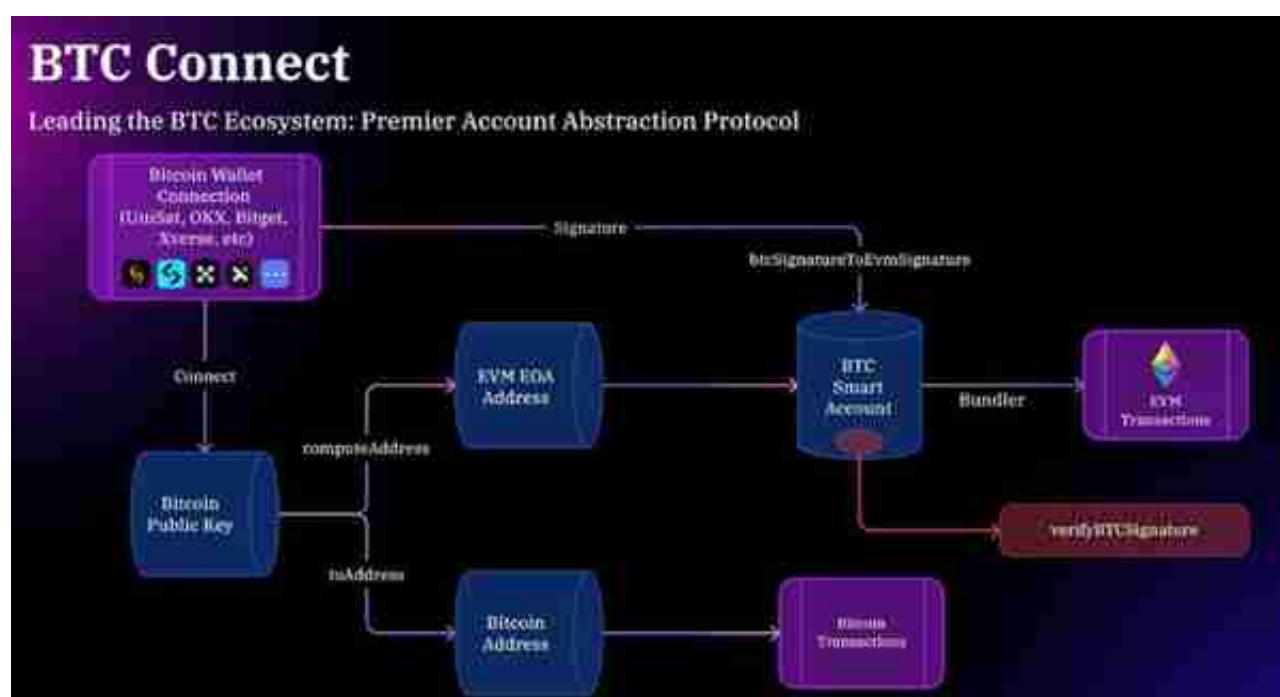 BTC Connect
Leading the BTC Ecosystem: Premier Account Abstraction Protocol
Bitcoin Wallet
Connection
(UniSat, OKX, Bitget,
Xverse, etc)
Signature
btcSignatureToEvmSignature
Connect
EVM EOA
Address
BTC
Smart
Account
Bundler
EVM
Transactions
computeAddress
Bitcoin
Public Key
verifyBTCSignature
toAddress
Bitcoin
Address
Bitcoin
Transactions